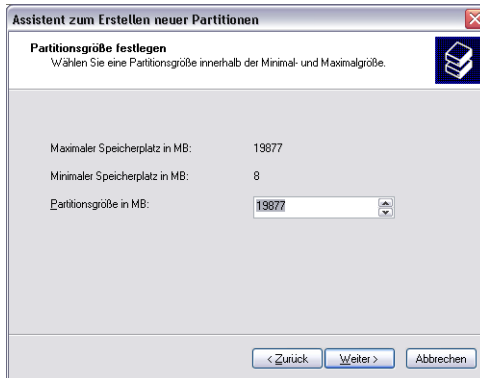 Assistent zum Erstellen neuer Partitionen
Partitionsgröße festlegen
Wählen Sie eine Partitionsgröße innerhalb der Minimal- und Maximalgröße.
Maximaler Speicherplatz in MB: 19877
Minimaler Speicherplatz in MB: 8
Partitionsgröße in MB: 19877
< Zurück Weiter > Abbrechen